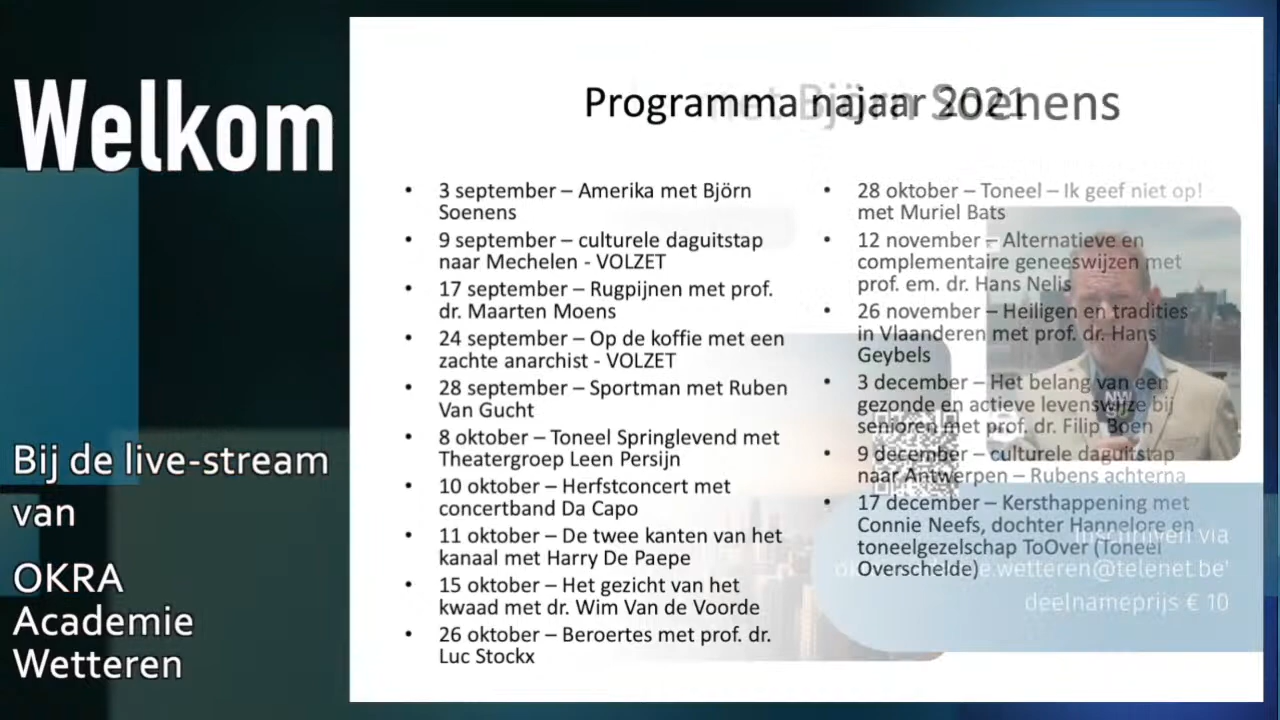 Welkom
Bij de live-stream
van
OKRA
Academie
Wetteren
Programma najaar 2021
met Björn Soenens
• 3 september – Amerika met Björn
Soenens
• 9 september – culturele daguitstap
naar Mechelen - VOLZET
• 17 september – Rugpijnen met prof.
dr. Maarten Moens
• 24 september – Op de koffie met een
zachte anarchist - VOLZET
• 28 september – Sportman met Ruben
Van Gucht
• 8 oktober – Toneel Springlevend met
Theatergroep Leen Persijn
• 10 oktober – Herfstconcert met
concertband Da Capo
• 11 oktober – De twee kanten van het
kanaal met Harry De Paepe
• 15 oktober – Het gezicht van het
kwaad met dr. Wim Van de Voorde
• 26 oktober – Beroertes met prof. dr.
Luc Stockx
• 28 oktober – Toneel – Ik geef niet op!
met Muriel Bats
• 12 november – Alternatieve en
complementaire geneeswijzen met
prof. em. dr. Hans Nelis
• 26 november – Heiligen en tradities
in Vlaanderen met prof. dr. Hans
Geybels
• 3 december – Het belang van een
gezonde en actieve levenswijze bij
senioren met prof. dr. Filip Boen
• 9 december – culturele daguitstap
naar Antwerpen – Rubens achterna
• 17 december – Kersthappening met
Connie Neefs, dochter Hannelore en
toneelgezelschap ToOver (Toneel
Overschelde)
Inschrijven via
e.wetteren@telenet.be'
deelnameprijs € 10